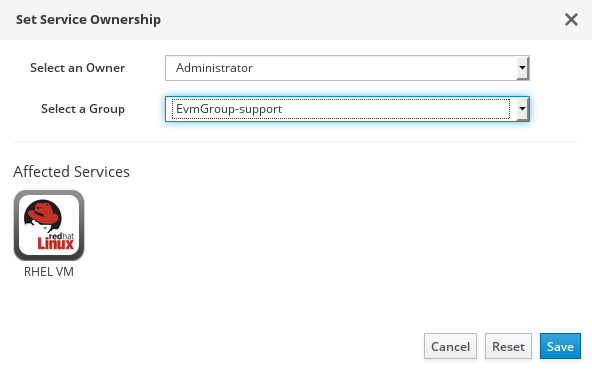 Set Service Ownership
Select an Owner
Administrator
Select a Group
EvmGroup-support
Affected Services
redhat
Linux
RHEL VM
Cancel
Reset
Save